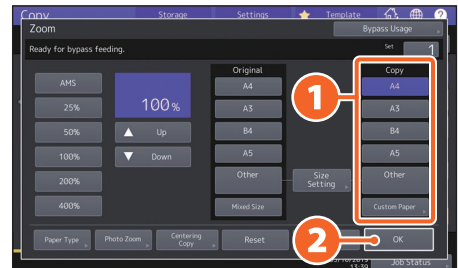 Copy Storage Settings Template
Zoom Bypass Usage
Ready for bypass feeding. Set 1
Original Copy
AMS A4 A4
25% 100 % A3 A3
50% Up B4 B4
100% Down A5 A5
200% Other Size Setting Other
400% Mixed Size Custom Paper
Paper Type Photo Zoom Centering Copy Reset OK
13:39 Job Status
1
2